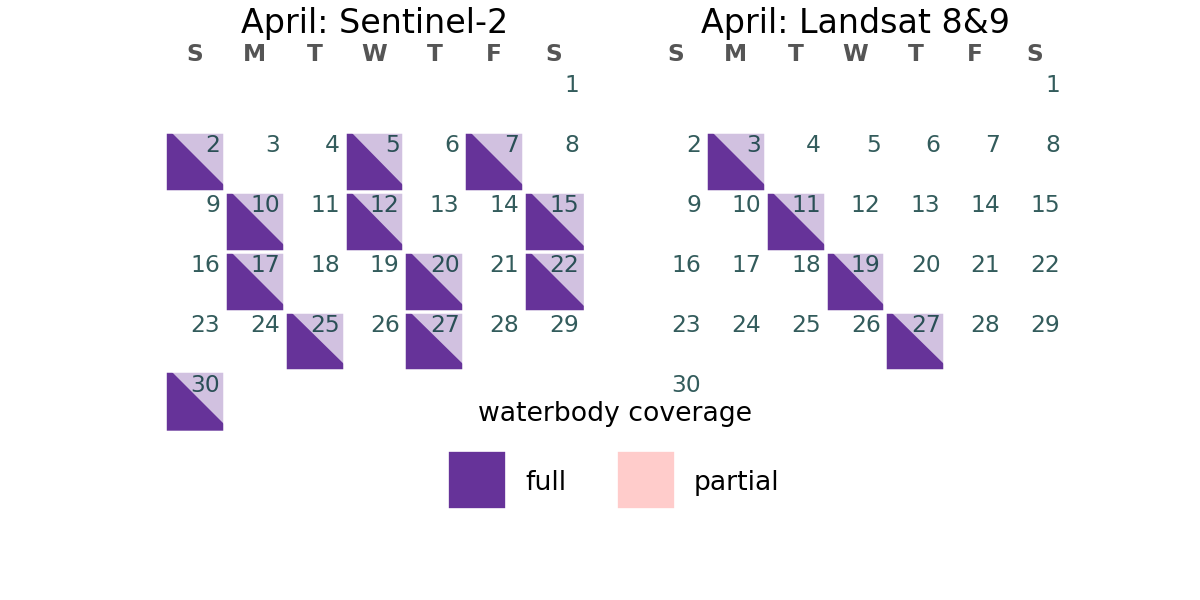 April: Sentinel-2
S M T W T F S
1
2 3 4 5 6 7 8
9 10 11 12 13 14 15
16 17 18 19 20 21 22
23 24 25 26 27 28 29
30
April: Landsat 8&9
S M T W T F S
1
2 3 4 5 6 7 8
9 10 11 12 13 14 15
16 17 18 19 20 21 22
23 24 25 26 27 28 29
30
waterbody coverage
full partial